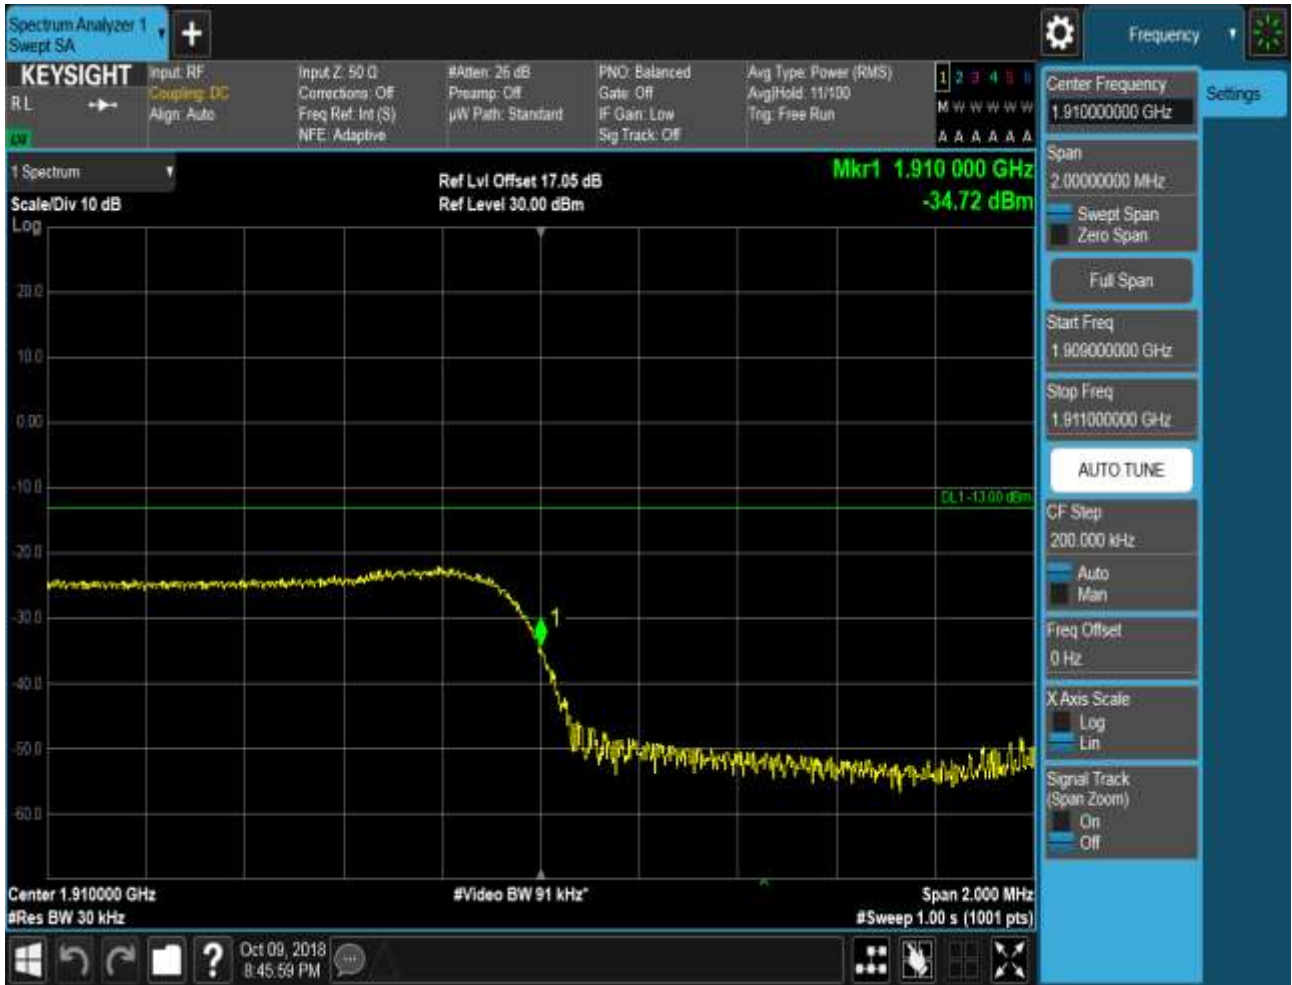 Spectrum Analyzer 1
Swept SA
Frequency
KEYSIGHT
RL
Input: RF
Coupling: DC
Align: Auto
Input Z: 50 Ω
Corrections: Off
Freq Ref: Int (S)
NFE: Adaptive
#Atten: 26 dB
Preamp: Off
µW Path: Standard
PNO: Balanced
Gate: Off
IF Gain: Low
Sig Track: Off
Avg Type: Power (RMS)
Avg|Hold: 11/100
Trig: Free Run
1 2 3 4 5 6
M W W W W W
A A A A A A
1 Spectrum
Scale/Div 10 dB
Log
Ref Lvl Offset 17.05 dB
Ref Level 30.00 dBm
Mkr1 1.910 000 GHz
-34.72 dBm
20.0
10.0
0.00
-10.0
DL1 -13.00 dBm
-20.0
-30.0
1
-40.0
-50.0
-60.0
Center 1.910000 GHz
#Res BW 30 kHz
#Video BW 91 kHz*
Span 2.000 MHz
#Sweep 1.00 s (1001 pts)
Center Frequency
1.910000000 GHz
Settings
Span
2.00000000 MHz
Swept Span
Zero Span
Full Span
Start Freq
1.909000000 GHz
Stop Freq
1.911000000 GHz
AUTO TUNE
CF Step
200.000 kHz
Auto
Man
Freq Offset
0 Hz
X Axis Scale
Log
Lin
Signal Track
(Span Zoom)
On
Off
?
Oct 09, 2018
8:45:59 PM